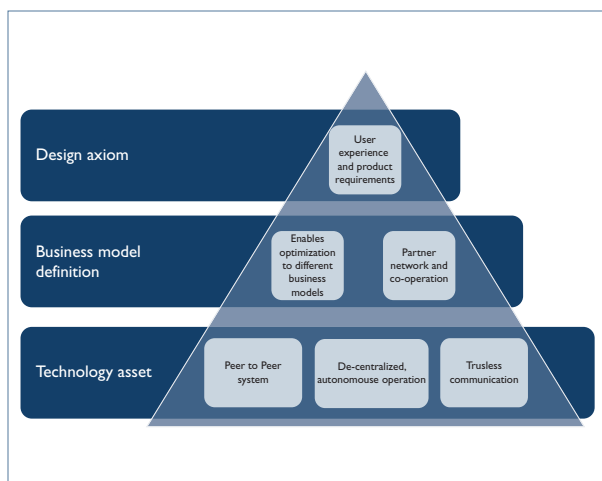 Design axiom
User
experience
and product
requirements
Business model
definition
Enables
optimization
to different
business
models
Partner
network and
co-operation
Technology asset
Peer to Peer
system
De-centralized,
autonomouse operation
Trusless
communication